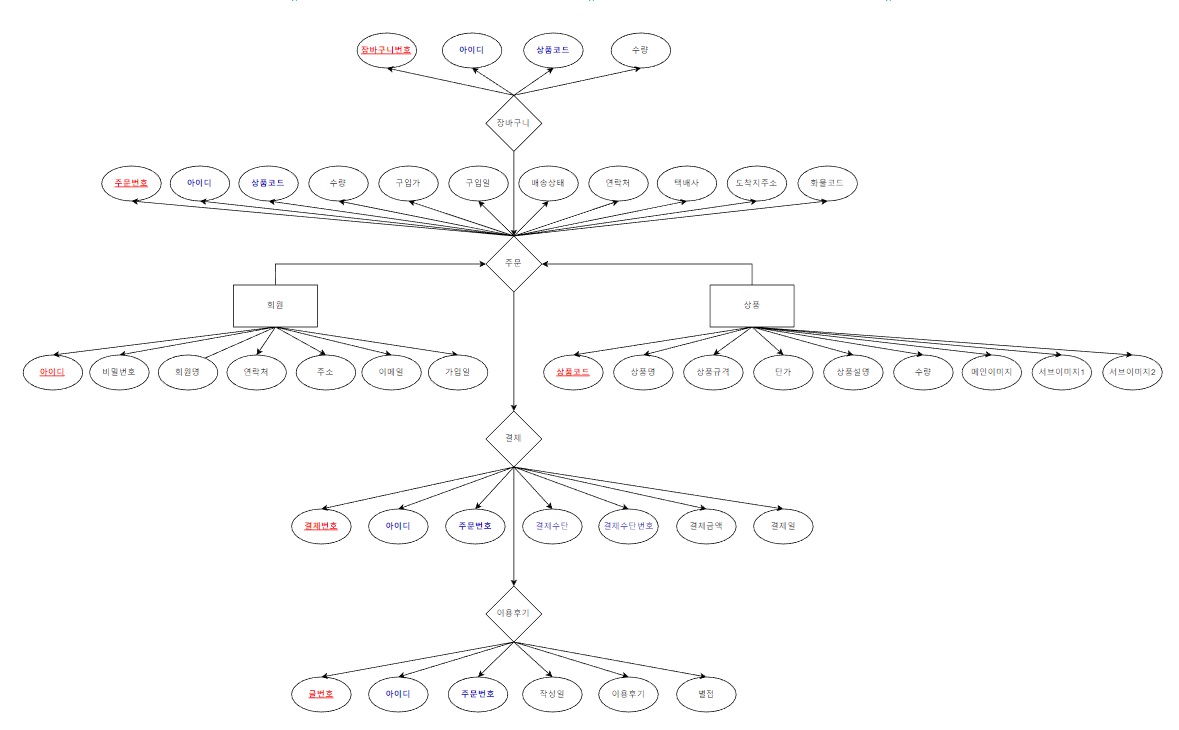 장바구니번호 아이디 상품코드 수량
장바구니
주문번호 아이디 상품코드 수량 구입가 구입일 배송상태 연락처 택배사 도착지주소 화물코드
주문
회원 상품
아이디 비밀번호 회원명 연락처 주소 이메일 가입일 상품코드 상품명 상품규격 단가 상품설명 수량 메인이미지 서브이미지1 서브이미지2
결제
결제번호 아이디 주문번호 결제수단 결제수단번호 결제금액 결제일
이용후기
글번호 아이디 주문번호 작성일 이용후기 별점